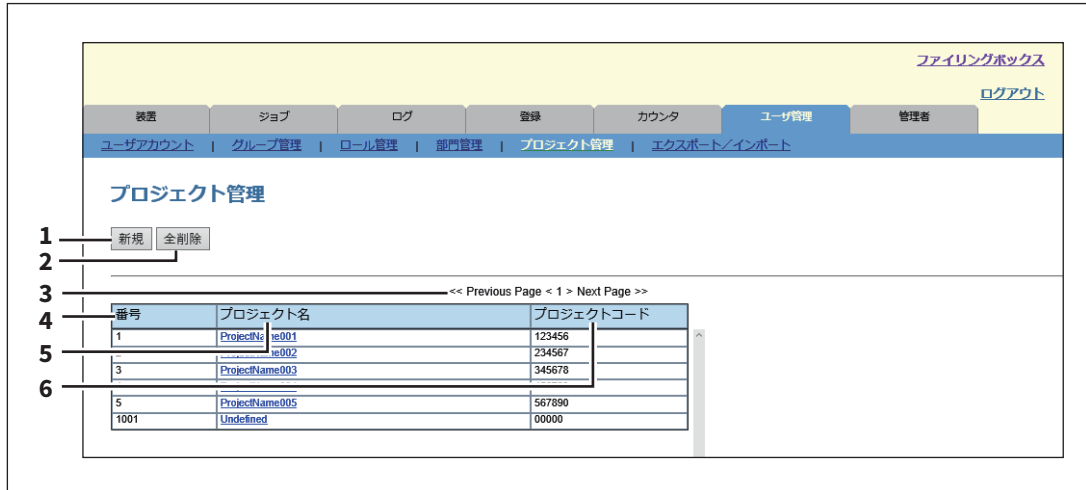 ファイリングボックス
ログアウト
装置 ジョブ ログ 登録 カウンタ ユーザ管理 管理者
ユーザアカウント | グループ管理 | ロール管理 | 部門管理 | プロジェクト管理 | エクスポート／インポート
プロジェクト管理
1
新規 全削除
2
3
<< Previous Page < 1 > Next Page >>
4
番号 プロジェクト名 プロジェクトコード
1 ProjectName001 123456
5
ProjectName002 234567
3 ProjectName003 345678
6
5 ProjectName005 567890
1001 Undefined 00000